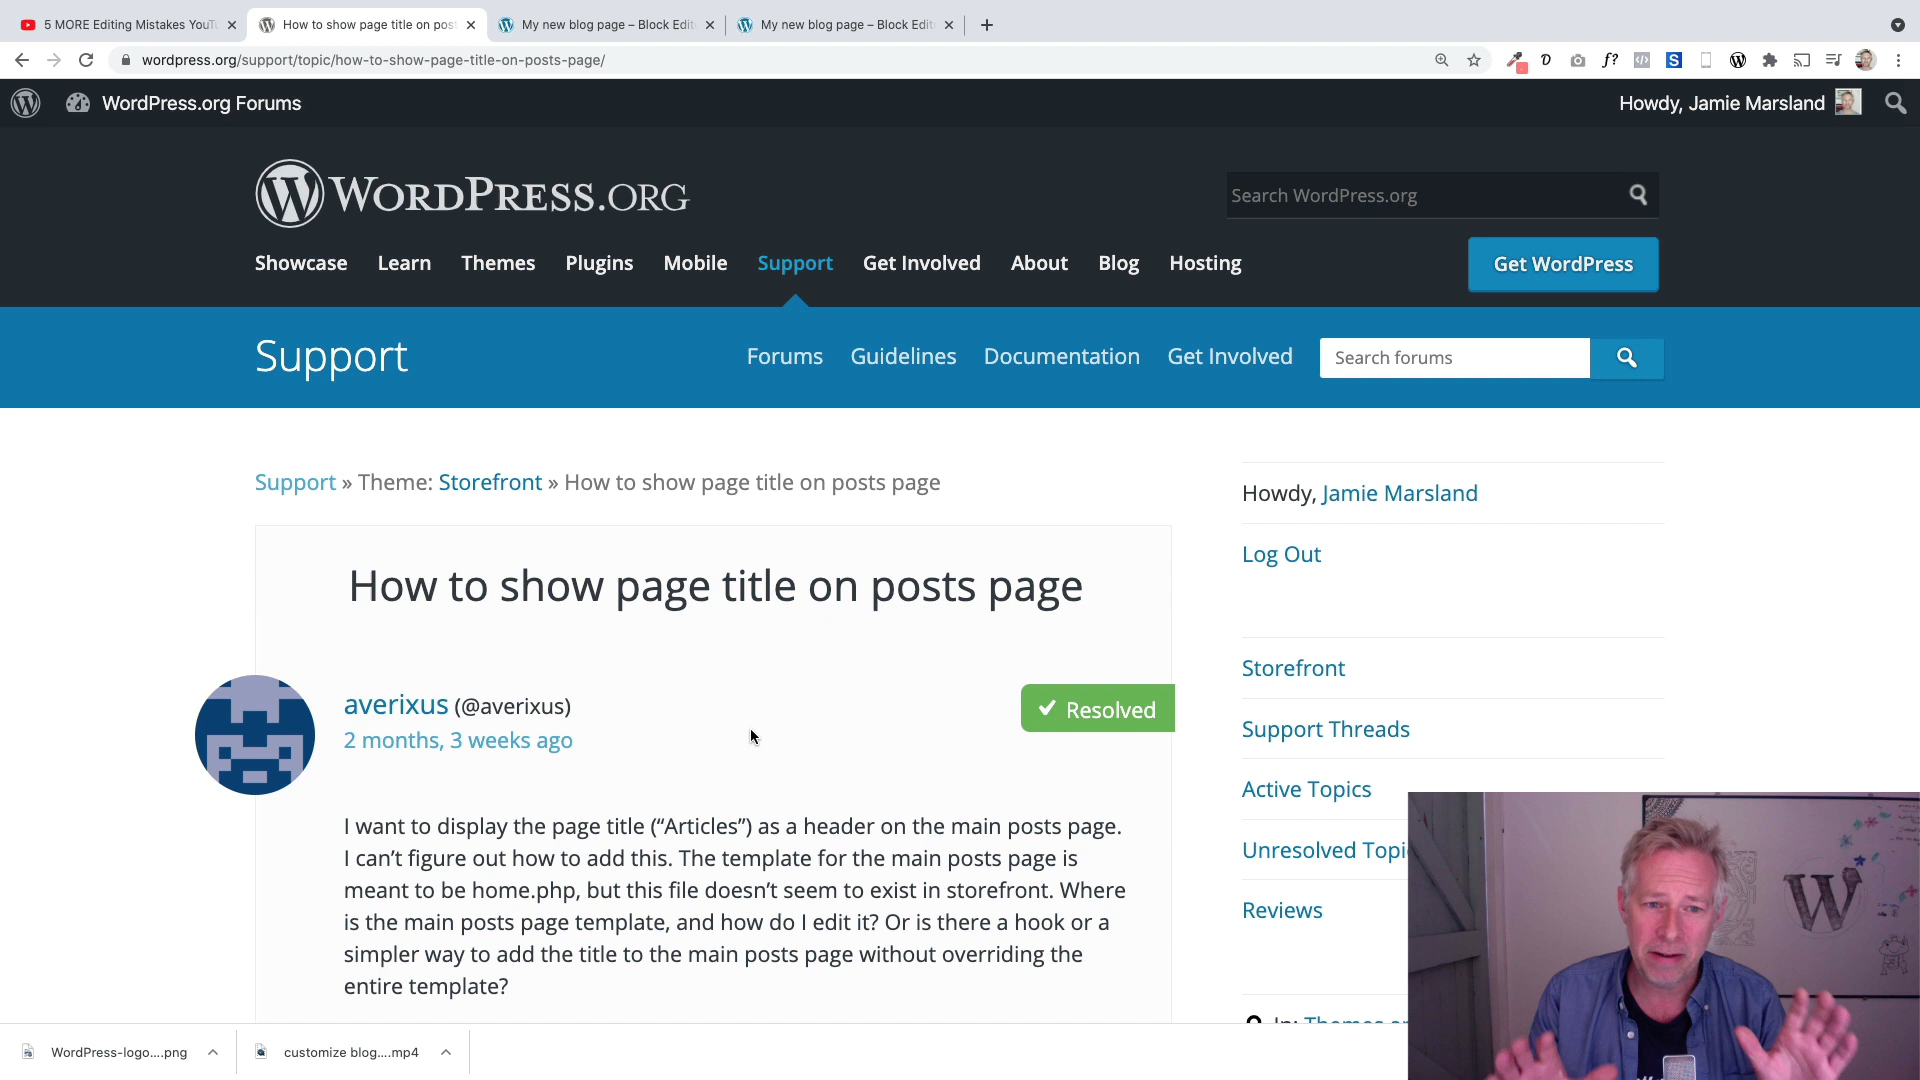 5 MORE Editing Mistakes YouTu
How to show page title on post
My new blog page – Block Edit
My new blog page – Block Edit
wordpress.org/support/topic/how-to-show-page-title-on-posts-page/
WordPress.org Forums
Howdy, Jamie Marsland
WORDPRESS.ORG
Search WordPress.org
Showcase Learn Themes Plugins Mobile Support Get Involved About Blog Hosting
Get WordPress
Support
Forums Guidelines Documentation Get Involved
Search forums
Support » Theme: Storefront » How to show page title on posts page
How to show page title on posts page
averixus (@averixus)
2 months, 3 weeks ago
✔ Resolved
I want to display the page title (“Articles”) as a header on the main posts page.
I can’t figure out how to add this. The template for the main posts page is
meant to be home.php, but this file doesn’t seem to exist in storefront. Where
is the main posts page template, and how do I edit it? Or is there a hook or a
simpler way to add the title to the main posts page without overriding the
entire template?
Howdy, Jamie Marsland
Log Out
Storefront
Support Threads
Active Topics
Unresolved Topi
Reviews
WordPress-logo....png
customize blog....mp4